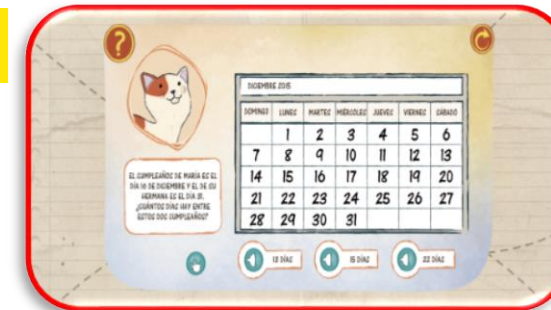 ?
DICIEMBRE 2015
DOMINGO LUNES MARTES MIÉRCOLES JUEVES VIERNES SÁBADO
1 2 3 4 5 6
7 8 9 10 11 12 13
14 15 16 17 18 19 20
21 22 23 24 25 26 27
28 29 30 31
EL CUMPLEAÑOS DE MARÍA ES EL
DÍA 16 DE DICIEMBRE Y EL DE SU
HERMANA ES EL DÍA 31.
¿CUÁNTOS DÍAS HAY ENTRE
ESTOS DOS CUMPLEAÑOS?
13 DÍAS 15 DÍAS 22 DÍAS